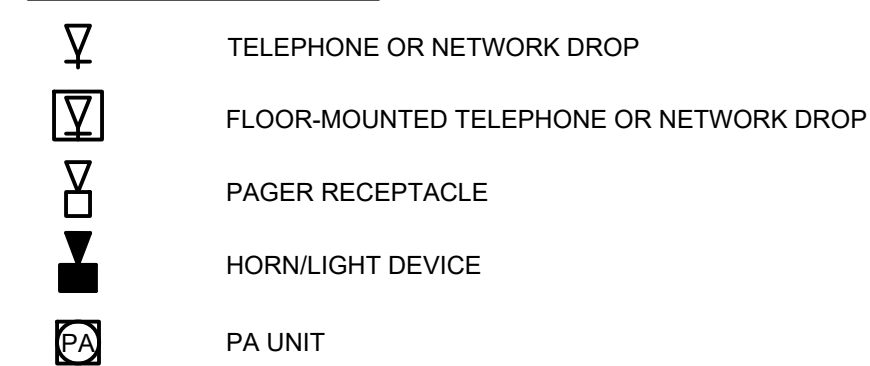 TELEPHONE OR NETWORK DROP
FLOOR-MOUNTED TELEPHONE OR NETWORK DROP
PAGER RECEPTACLE
HORN/LIGHT DEVICE
PA PA UNIT